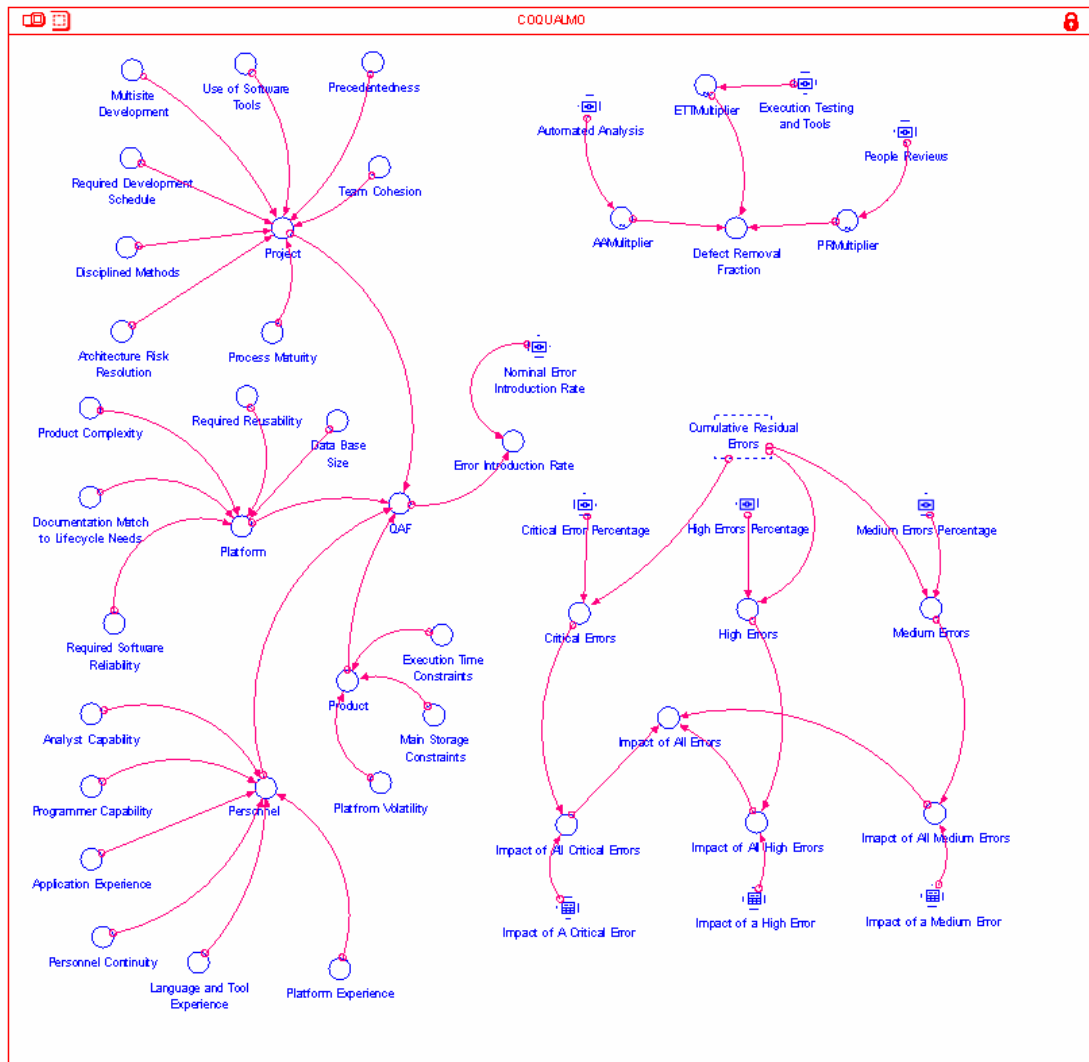 COQUALMO
Multisite
Development
Use of Software
Tools
Precedentedness
Required Development
Schedule
Team Cohesion
Disciplined Methods
Project
Architecture Risk
Resolution
Process Maturity
Automated Analysis
ETTMultiplier
Execution Testing
and Tools
People Reviews
AAMulitplier
Defect Removal
Fraction
PRMultiplier
Nominal Error
Introduction Rate
Error Introduction Rate
Product Complexity
Required Reusability
Data Base
Size
Documentation Match
to Lifecycle Needs
Platform
QAF
Required Software
Reliability
Execution Time
Constraints
Product
Main Storage
Constraints
Platfrom Volatility
Analyst Capability
Programmer Capability
Personnel
Application Experience
Personnel Continuity
Language and Tool
Experience
Platform Experience
Cumulative Residual
Errors
Critical Error Percentage
High Errors Percentage
Medium Errors Percentage
Critical Errors
High Errors
Medium Errors
Impact of All Errors
Impact of All Critical Errors
Impact of All High Errors
Imapct of All Medium Errors
Impact of A Critical Error
Impact of a High Error
Impact of a Medium Error